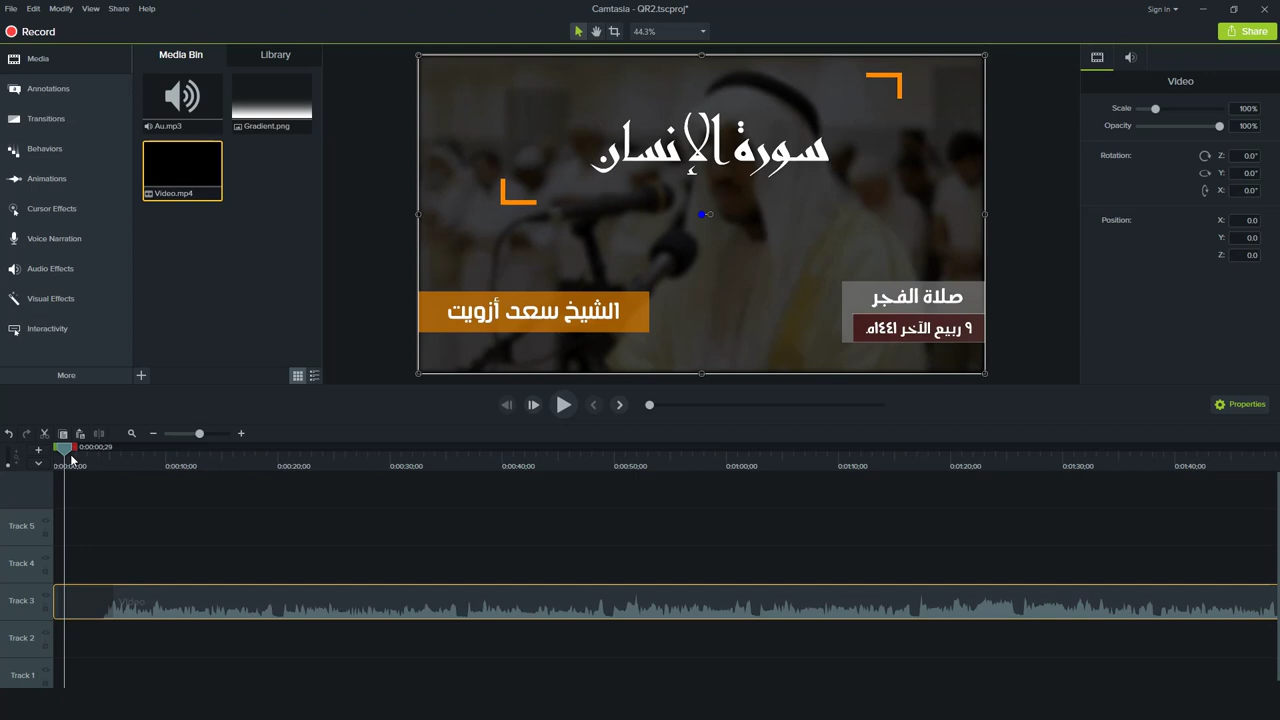 File Edit Modify View Share Help
Camtasia - QR2.tscproj*
Sign in
Record
44.3%
Share
Media
Annotations
Transitions
Behaviors
Animations
Cursor Effects
Voice Narration
Audio Effects
Visual Effects
Interactivity
More
Media Bin Library
Au.mp3 Gradient.png
Video.mp4
سورة الإنسان
صلاة الفجر
٩ ربيع الآخر ١٤٤١هـ
الشيخ سعد أزويت
Video
Scale 100%
Opacity 100%
Rotation: Z: 0.0°
Y: 0.0°
X: 0.0°
Position: X: 0.0
Y: 0.0
Z: 0.0
Properties
0:00:00;29
0:00:00;00 0:00:10;00 0:00:20;00 0:00:30;00 0:00:40;00 0:00:50;00 0:01:00;00 0:01:10;00 0:01:20;00 0:01:30;00 0:01:40;00
Track 5
Track 4
Track 3 Video
Track 2
Track 1